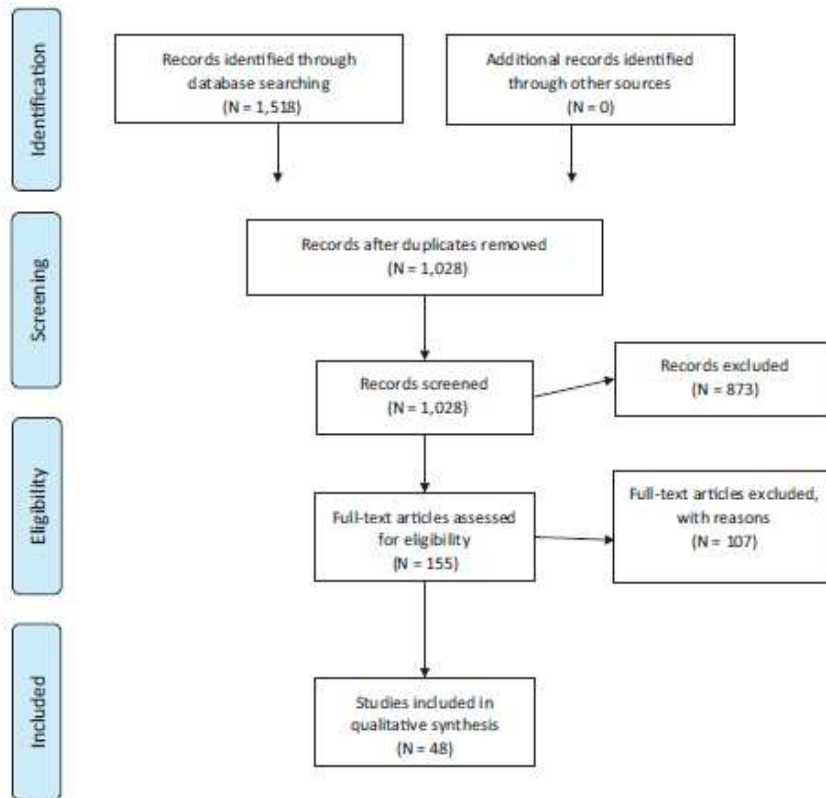 Identification
Records identified through
database searching
(N = 1,518)
Additional records identified
through other sources
(N = 0)
Screening
Records after duplicates removed
(N = 1,028)
Records screened
(N = 1,028)
Records excluded
(N = 873)
Eligibility
Full-text articles assessed
for eligibility
(N = 155)
Full-text articles excluded,
with reasons
(N = 107)
Included
Studies included in
qualitative synthesis
(N = 48)